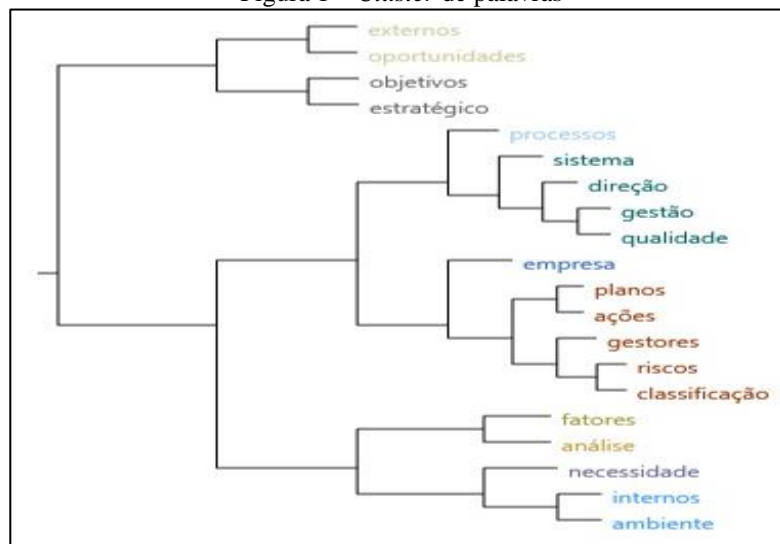 externos
oportunidades
objetivos
estratégico
processos
sistema
direção
gestão
qualidade
empresa
planos
ações
gestores
riscos
classificação
fatores
análise
necessidade
internos
ambiente